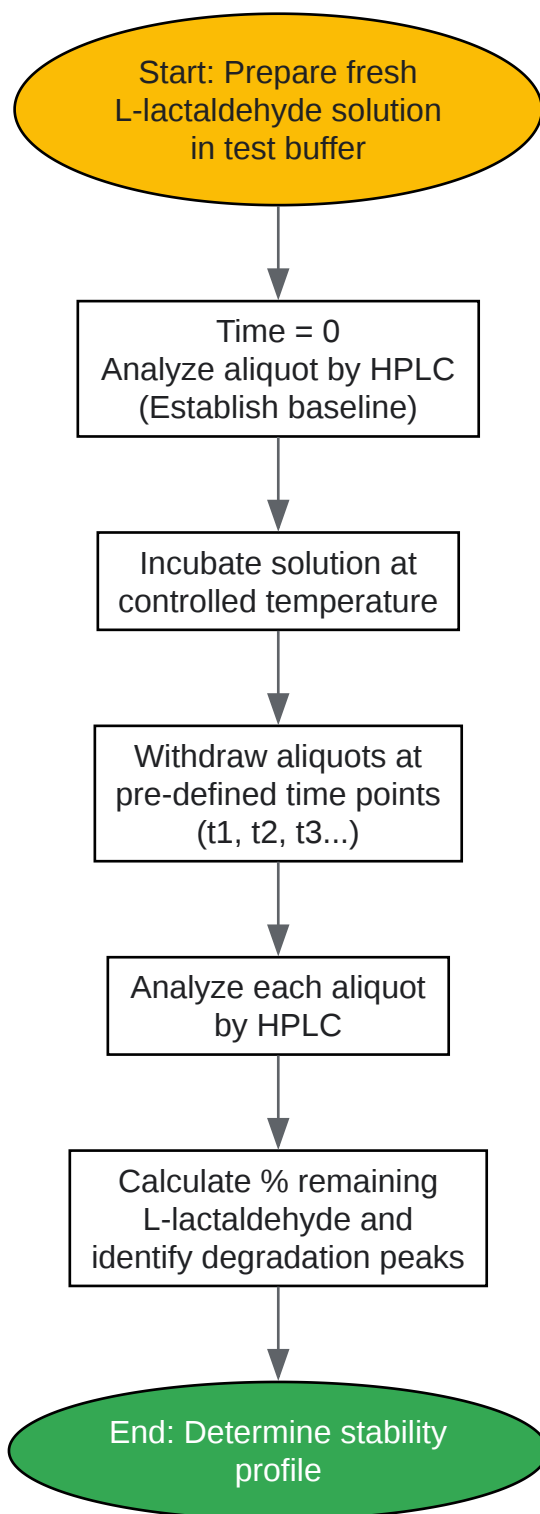 Start: Prepare fresh
L-lactaldehyde solution
in test buffer
Time = 0
Analyze aliquot by HPLC
(Establish baseline)
Incubate solution at
controlled temperature
Withdraw aliquots at
pre-defined time points
(t1, t2, t3...)
Analyze each aliquot
by HPLC
Calculate % remaining
L-lactaldehyde and
identify degradation peaks
End: Determine stability
profile